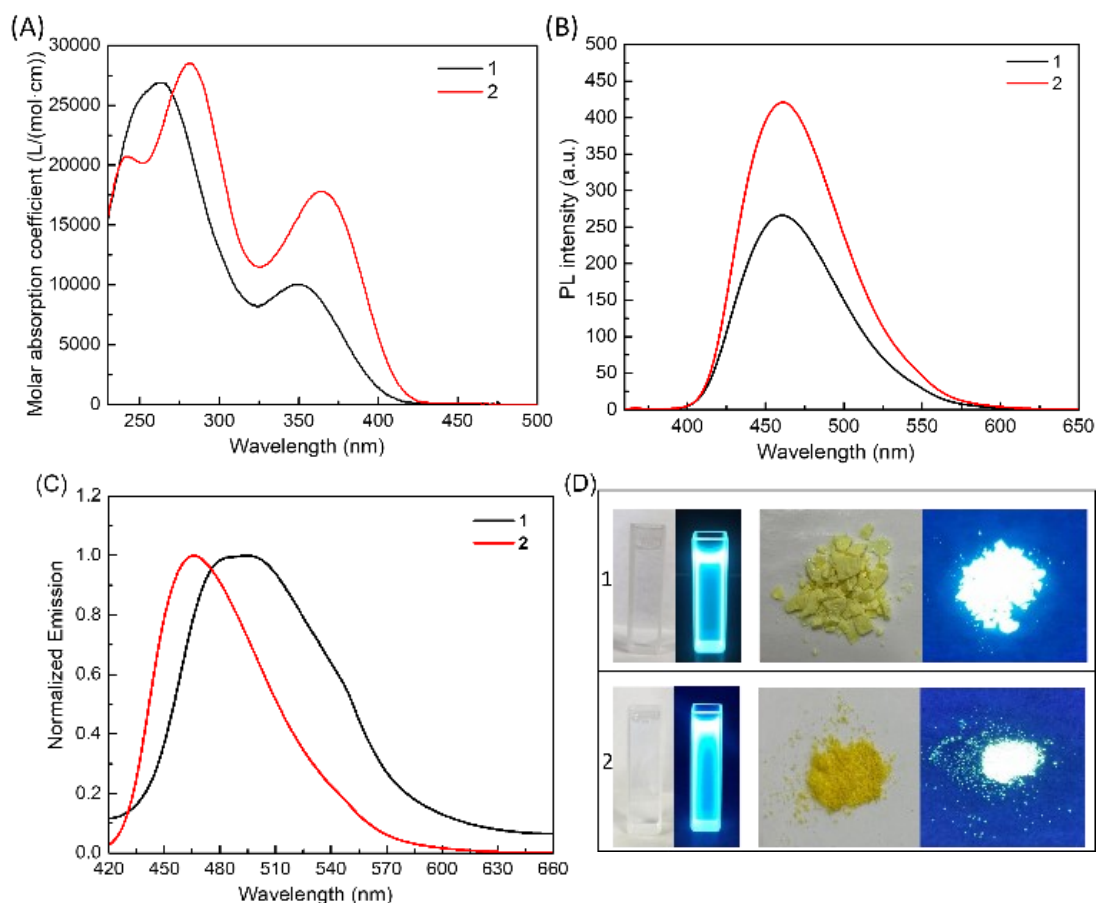 (A)
30000
25000
20000
15000
10000
5000
0
Molar absorption coefficient (L/(mol·cm))
250 300 350 400 450 500
Wavelength (nm)
1
2
(B)
500
450
400
350
300
250
200
150
100
50
0
PL intensity (a.u.)
400 450 500 550 600 650
Wavelength (nm)
1
2
(C)
1.2
1.0
0.8
0.6
0.4
0.2
0.0
Normalized Emission
420 450 480 510 540 570 600 630 660
Wavelength (nm)
1
2
(D)
1
2